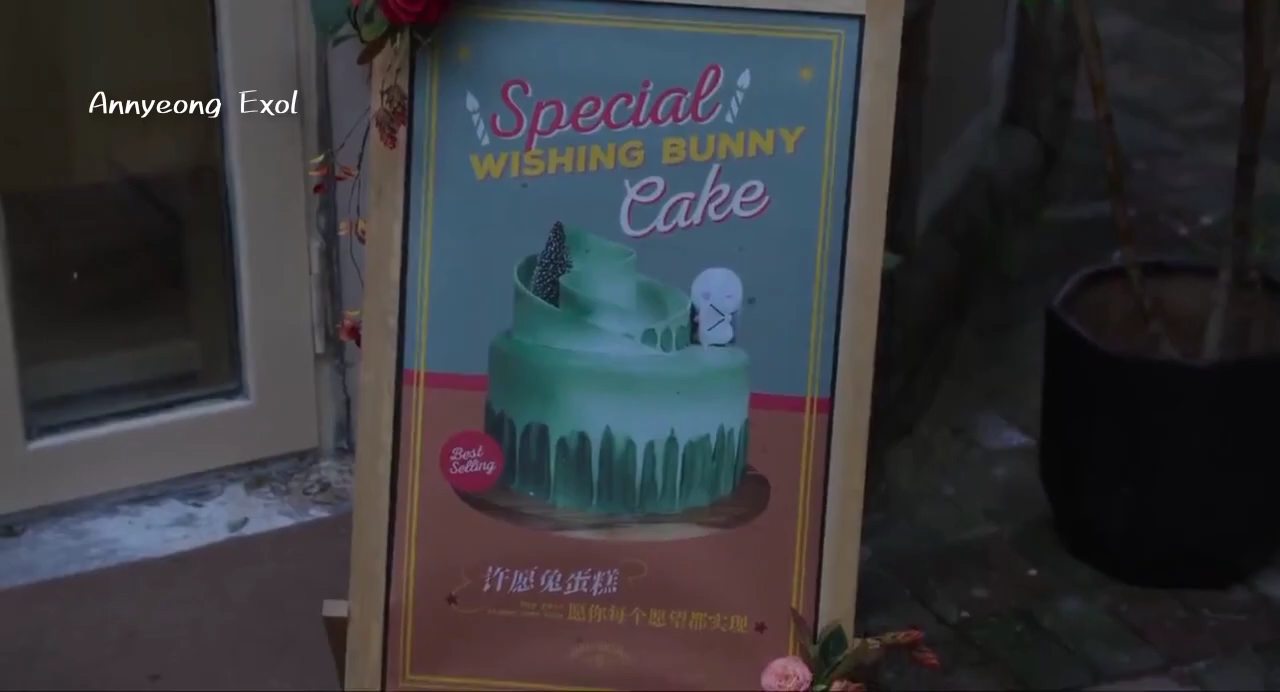 Annyeong Exol
Special
WISHING BUNNY
Cake
Best
Selling
许愿兔蛋糕
愿你每个愿望都实现